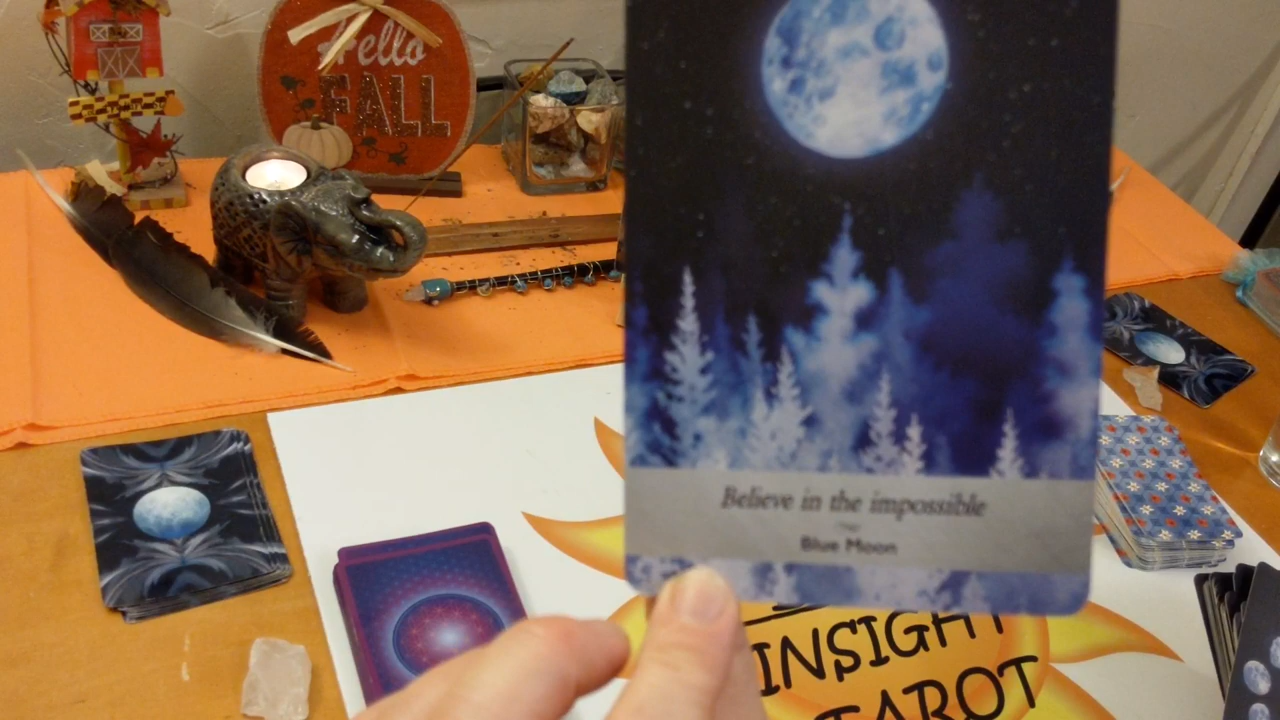 Hello
FALL
Believe in the impossible
Blue Moon
INSIGHT
TAROT